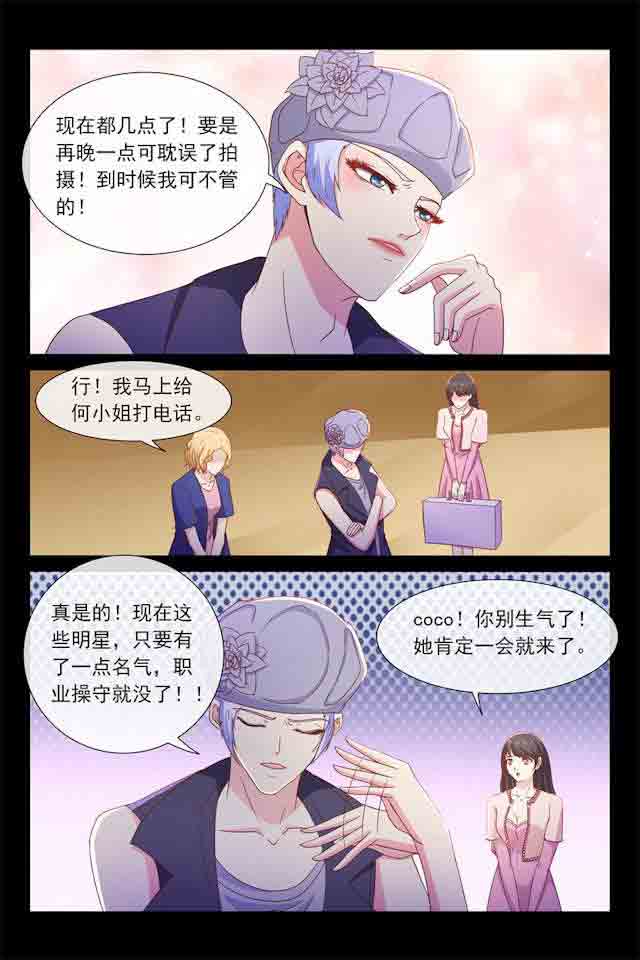 现在都几点了！要是
再晚一点可耽误了拍
摄！到时候我可不管
的！
行！我马上给
何小姐打电话。
真是的！现在这
些明星，只要有
了一点名气，职
业操守就没了！！
coco！你别生气了！
她肯定一会就来了。